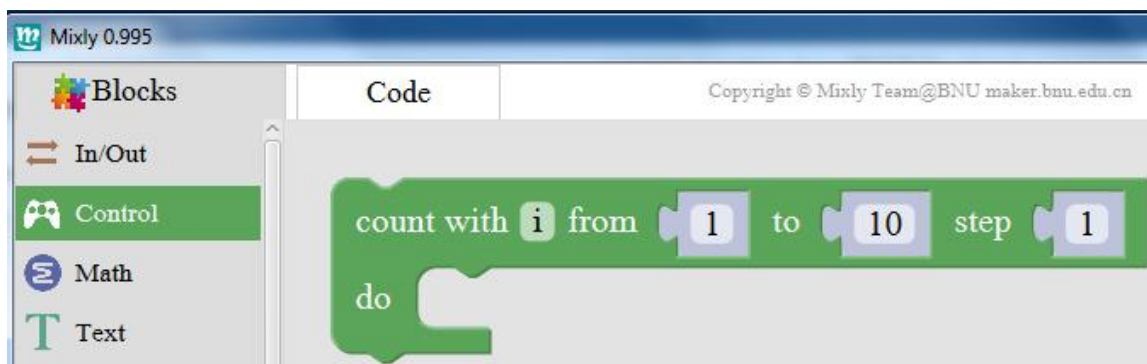 Mixly 0.995
Blocks
Code
Copyright © Mixly Team@BNU maker.bnu.edu.cn
In/Out
Control
Math
Text
count with i from 1 to 10 step 1
do